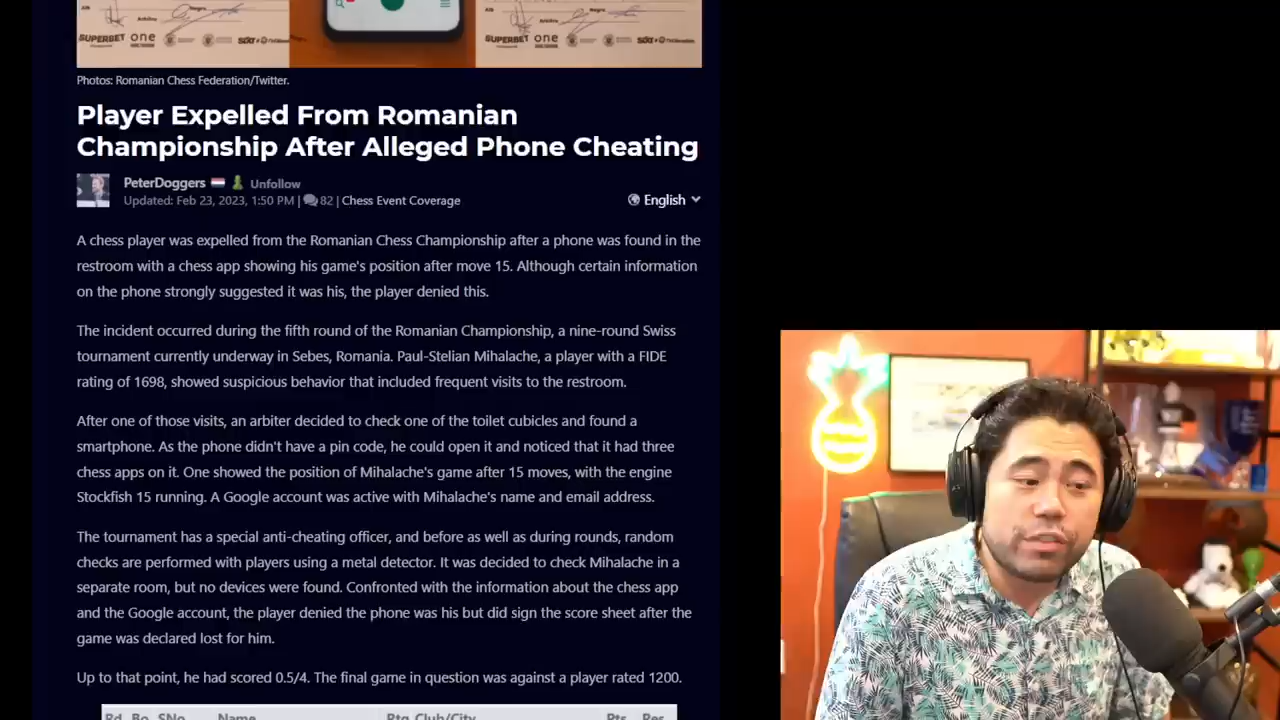 SUPERBET one
SUPERBET one
Photos: Romanian Chess Federation/Twitter.
Player Expelled From Romanian
Championship After Alleged Phone Cheating
PeterDoggers Unfollow
Updated: Feb 23, 2023, 1:50 PM | 82 | Chess Event Coverage
English
A chess player was expelled from the Romanian Chess Championship after a phone was found in the
restroom with a chess app showing his game's position after move 15. Although certain information
on the phone strongly suggested it was his, the player denied this.
The incident occurred during the fifth round of the Romanian Championship, a nine-round Swiss
tournament currently underway in Sebes, Romania. Paul-Stelian Mihalache, a player with a FIDE
rating of 1698, showed suspicious behavior that included frequent visits to the restroom.
After one of those visits, an arbiter decided to check one of the toilet cubicles and found a
smartphone. As the phone didn't have a pin code, he could open it and noticed that it had three
chess apps on it. One showed the position of Mihalache's game after 15 moves, with the engine
Stockfish 15 running. A Google account was active with Mihalache's name and email address.
The tournament has a special anti-cheating officer, and before as well as during rounds, random
checks are performed with players using a metal detector. It was decided to check Mihalache in a
separate room, but no devices were found. Confronted with the information about the chess app
and the Google account, the player denied the phone was his but did sign the score sheet after the
game was declared lost for him.
Up to that point, he had scored 0.5/4. The final game in question was against a player rated 1200.
Rd. Bo. SNo Name Rtg Club/City Pts. Res.